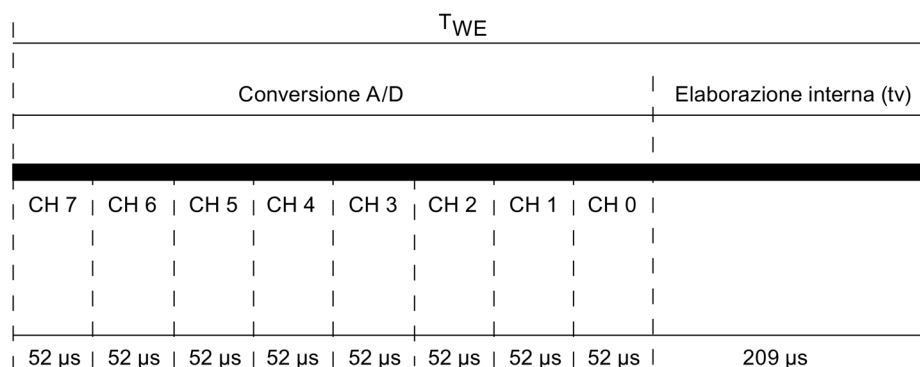 TWE
Conversione A/D Elaborazione interna (tv)
CH 7 CH 6 CH 5 CH 4 CH 3 CH 2 CH 1 CH 0
52 µs 52 µs 52 µs 52 µs 52 µs 52 µs 52 µs 52 µs 209 µs